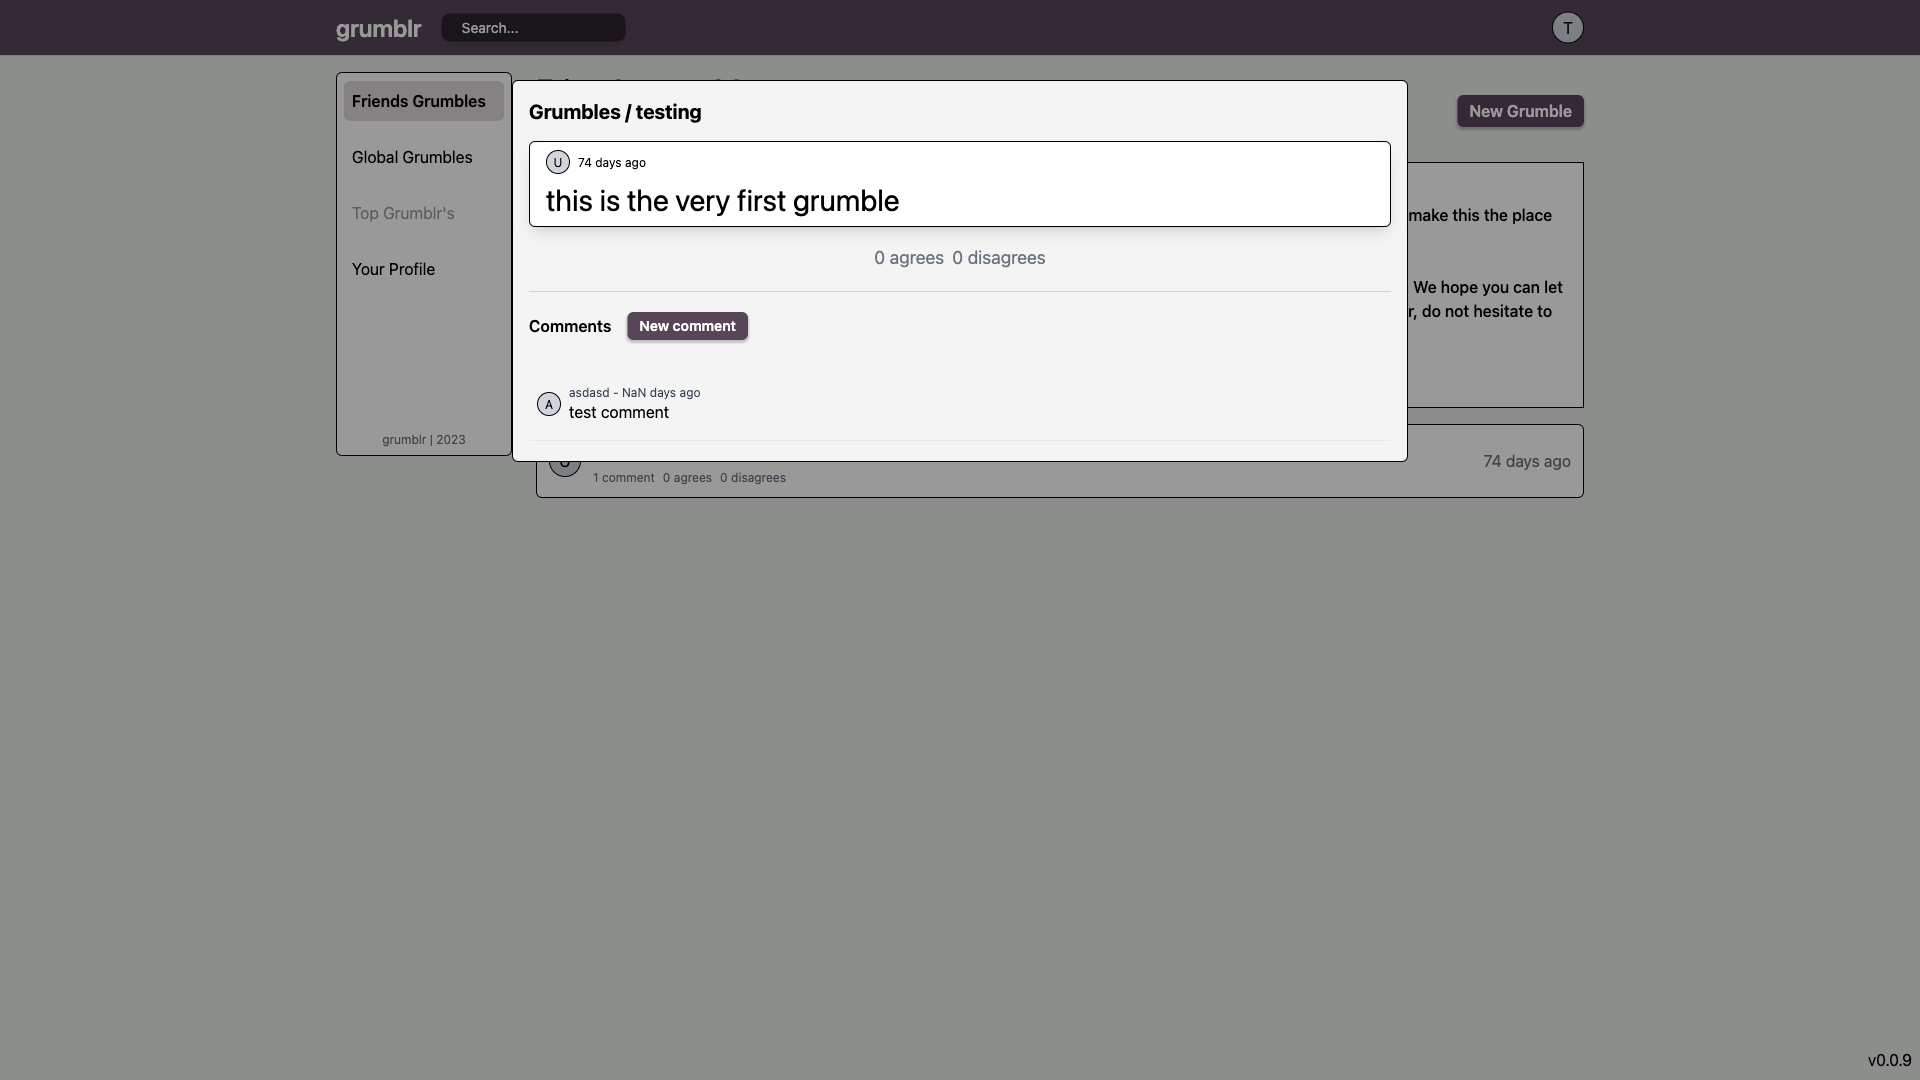 grumblr
Search...
T
Friends Grumbles
Global Grumbles
Top Grumblr's
Your Profile
grumblr | 2023
Grumbles / testing
U 74 days ago
this is the very first grumble
0 agrees 0 disagrees
Comments New comment
asdasd - NaN days ago
A
test comment
New Grumble
make this the place
We hope you can let
r, do not hesitate to
74 days ago
1 comment 0 agrees 0 disagrees
v0.0.9